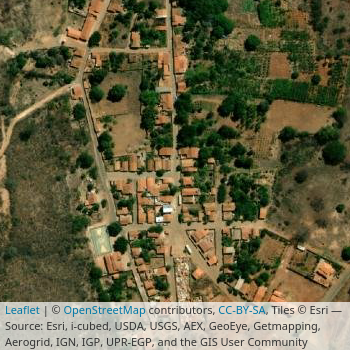 Leaflet | © OpenStreetMap contributors, CC-BY-SA, Tiles © Esri —
Source: Esri, i-cubed, USDA, USGS, AEX, GeoEye, Getmapping,
Aerogrid, IGN, IGP, UPR-EGP, and the GIS User Community